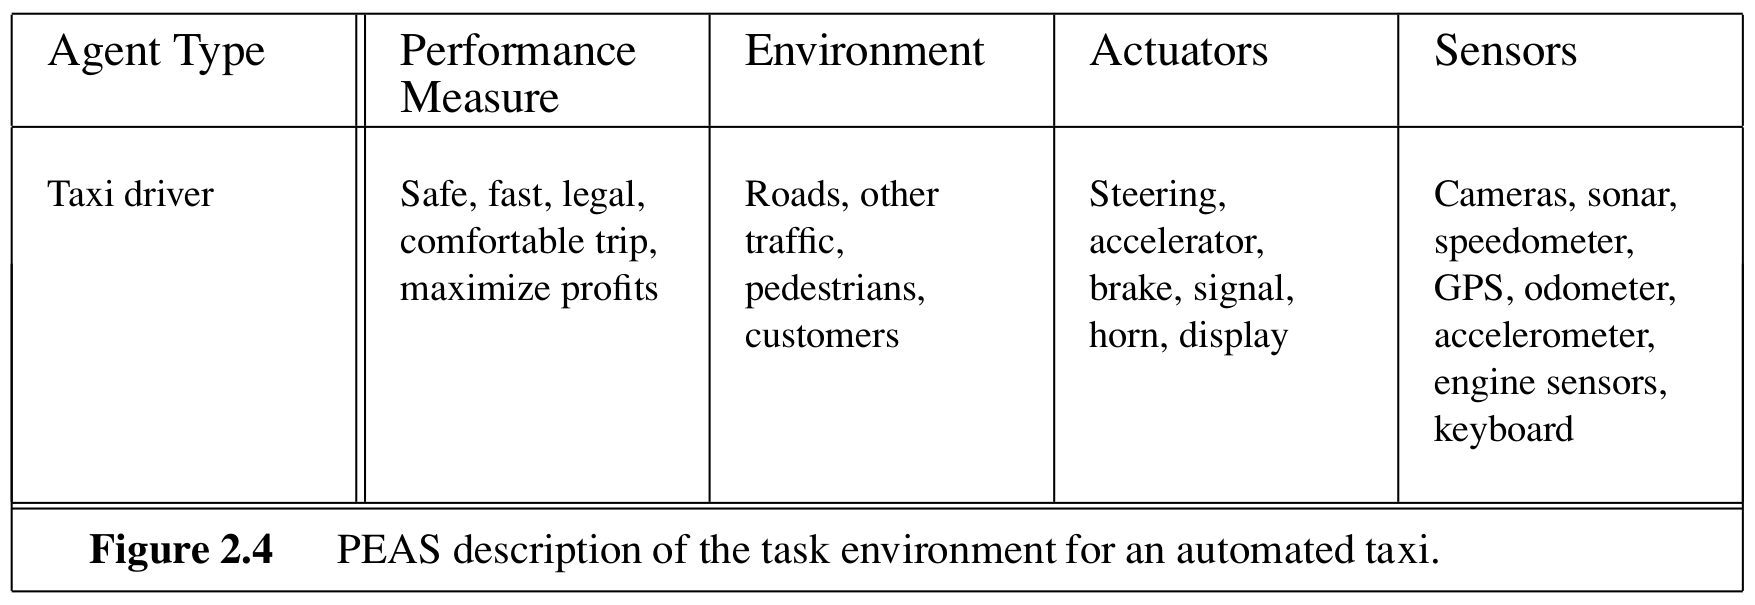 Agent Type
Performance
Measure
Environment
Actuators
Sensors
Taxi driver
Safe, fast, legal,
comfortable trip,
maximize profits
Roads, other
traffic,
pedestrians,
customers
Steering,
accelerator,
brake, signal,
horn, display
Cameras, sonar,
speedometer,
GPS, odometer,
accelerometer,
engine sensors,
keyboard
Figure 2.4 PEAS description of the task environment for an automated taxi.